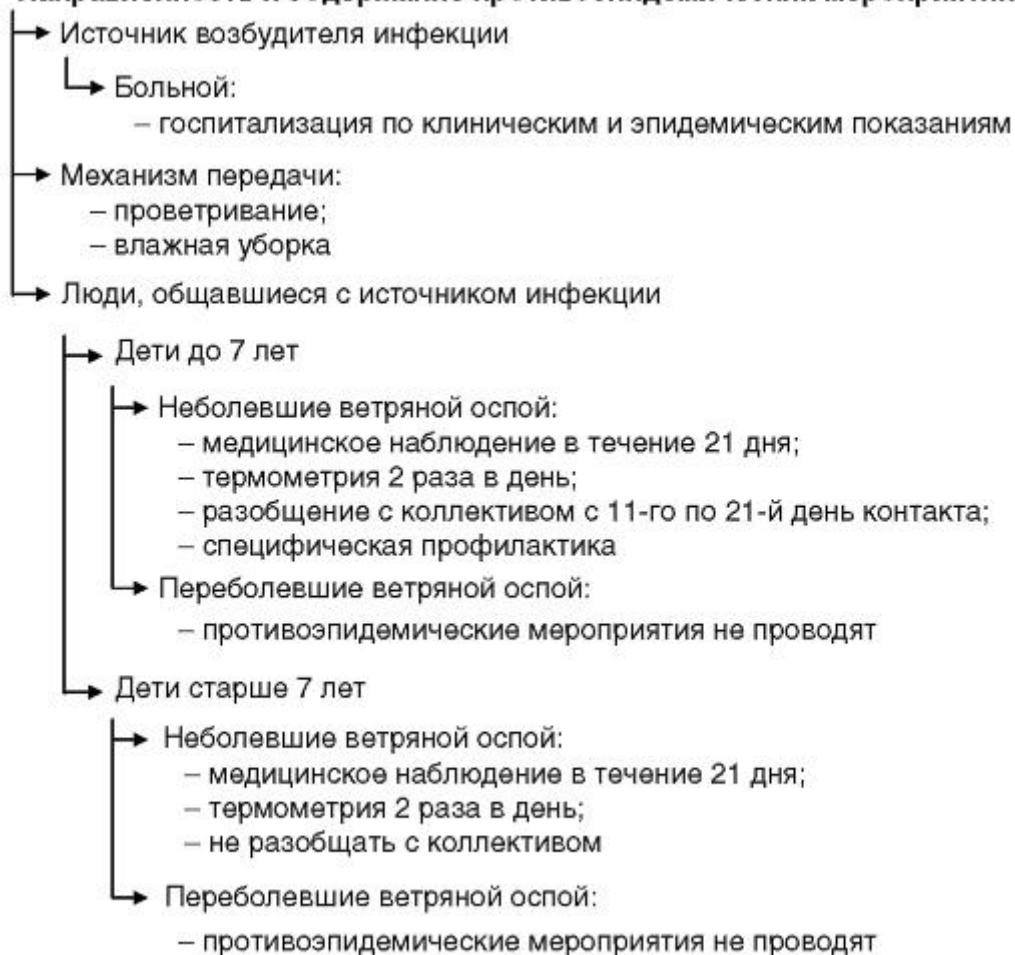 Источник возбудителя инфекции
Больной:
– госпитализация по клиническим и эпидемическим показаниям
Механизм передачи:
– проветривание;
– влажная уборка
Люди, общавшиеся с источником инфекции
Дети до 7 лет
Неболевшие ветряной оспой:
– медицинское наблюдение в течение 21 дня;
– термометрия 2 раза в день;
– разобщение с коллективом с 11-го по 21-й день контакта;
– специфическая профилактика
Переболевшие ветряной оспой:
– противоэпидемические мероприятия не проводят
Дети старше 7 лет
Неболевшие ветряной оспой:
– медицинское наблюдение в течение 21 дня;
– термометрия 2 раза в день;
– не разобщать с коллективом
Переболевшие ветряной оспой:
– противоэпидемические мероприятия не проводят